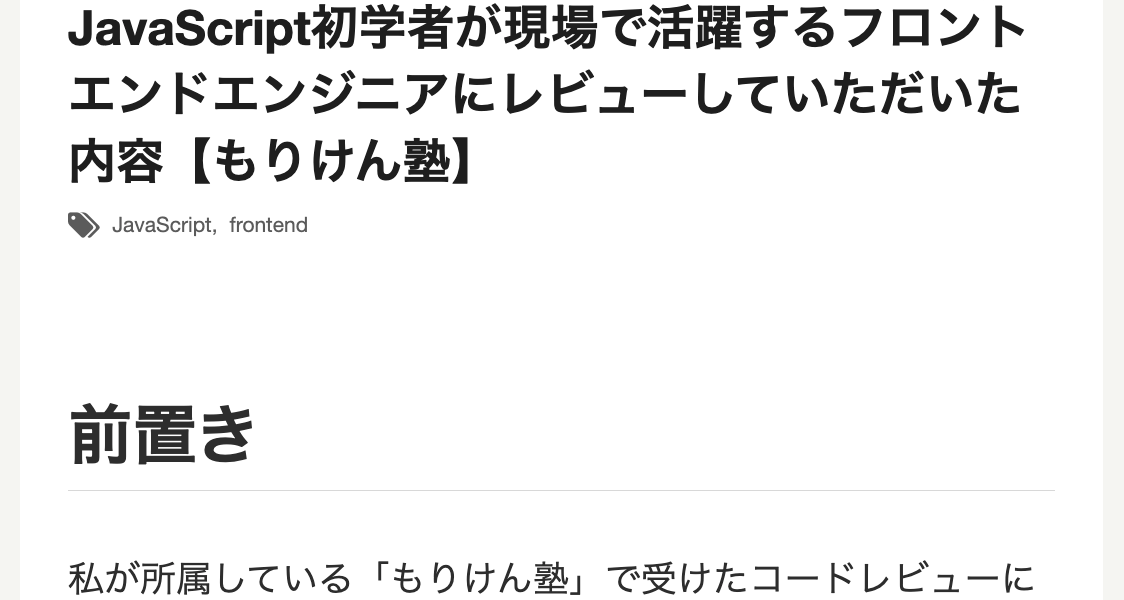 JavaScript初学者が現場で活躍するフロント
エンドエンジニアにレビューしていただいた
内容【もりけん塾】
JavaScript, frontend
前置き
私が所属している「もりけん塾」で受けたコードレビューに